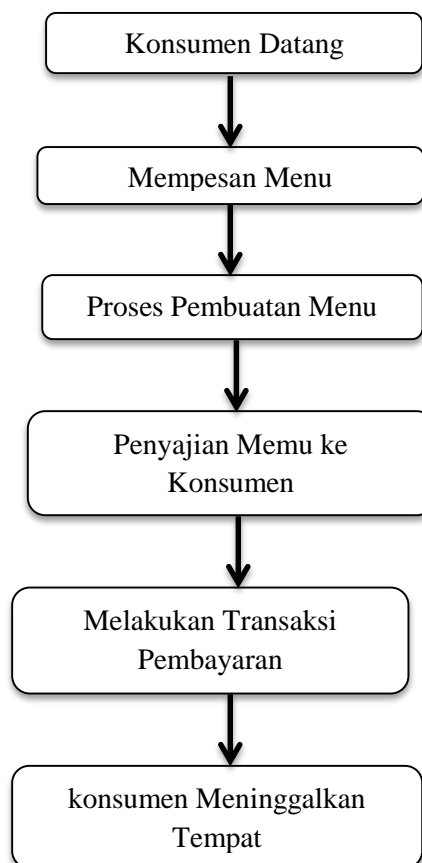 Konsumen Datang
Mempesan Menu
Proses Pembuatan Menu
Penyajian Memu ke
Konsumen
Melakukan Transaksi
Pembayaran
konsumen Meninggalkan
Tempat